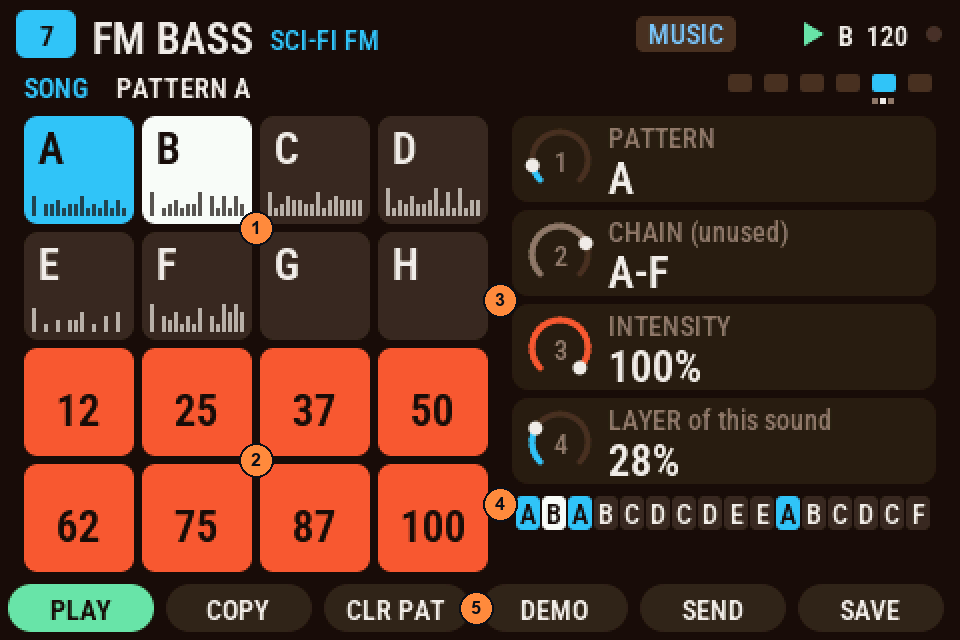 7 FM BASS SCI-FI FM MUSIC B 120
SONG PATTERN A
A B C D
1
E F G H
12 25 37 50
2
62 75 87 100
1 PATTERN
A
2 CHAIN (unused)
A-F
3
3 INTENSITY
100%
4 LAYER of this sound
28%
4 A B A B C D C D E E A B C D C F
PLAY COPY CLR PAT 5 DEMO SEND SAVE